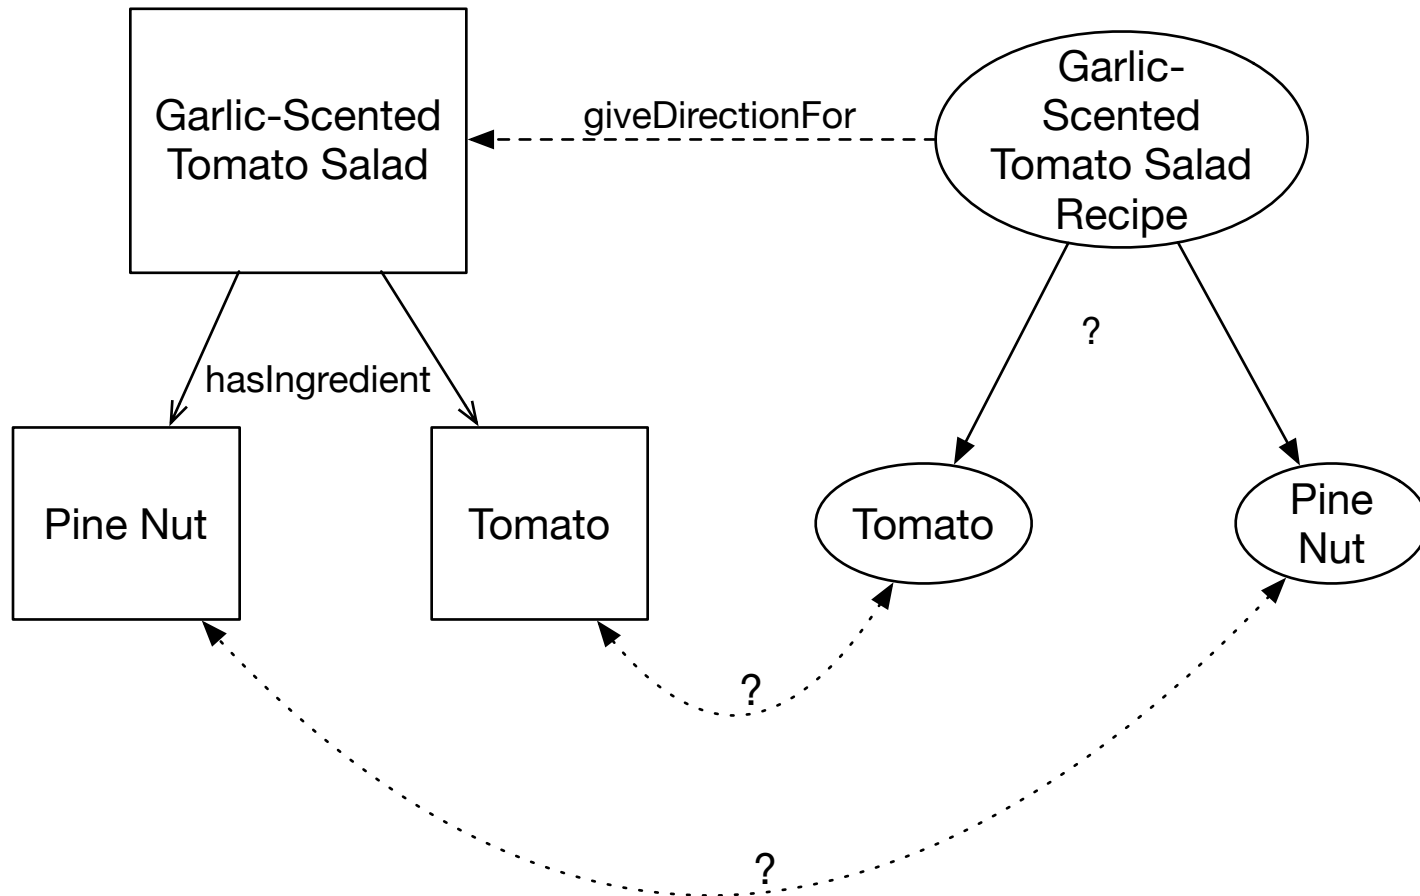 Garlic-Scented
Tomato Salad
giveDirectionFor
Garlic-
Scented
Tomato Salad
Recipe
?
hasIngredient
Pine Nut
Tomato
Tomato
Pine
Nut
?
?